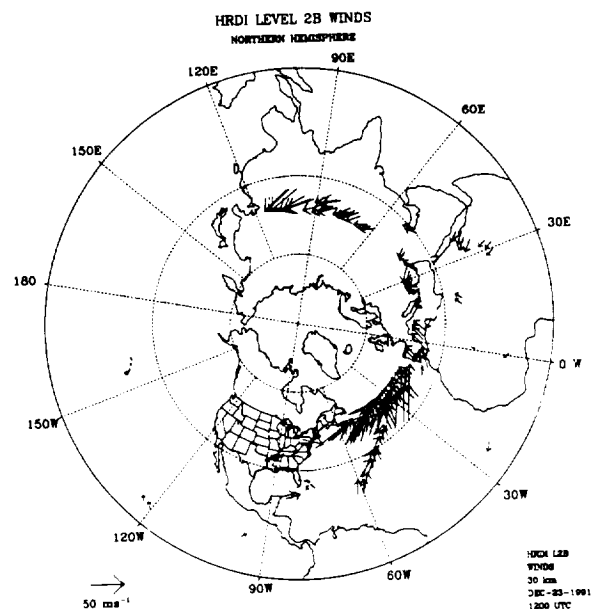 HRDI LEVEL 2B WINDS
NORTHERN HEMISPHERE
120E
90E
60E
150E
30E
180
0 W
150W
30W
120W
90W
60W
50 ms⁻¹
HRDI L2B
WINDS
30 km
DEC-23-1991
1200 UTC